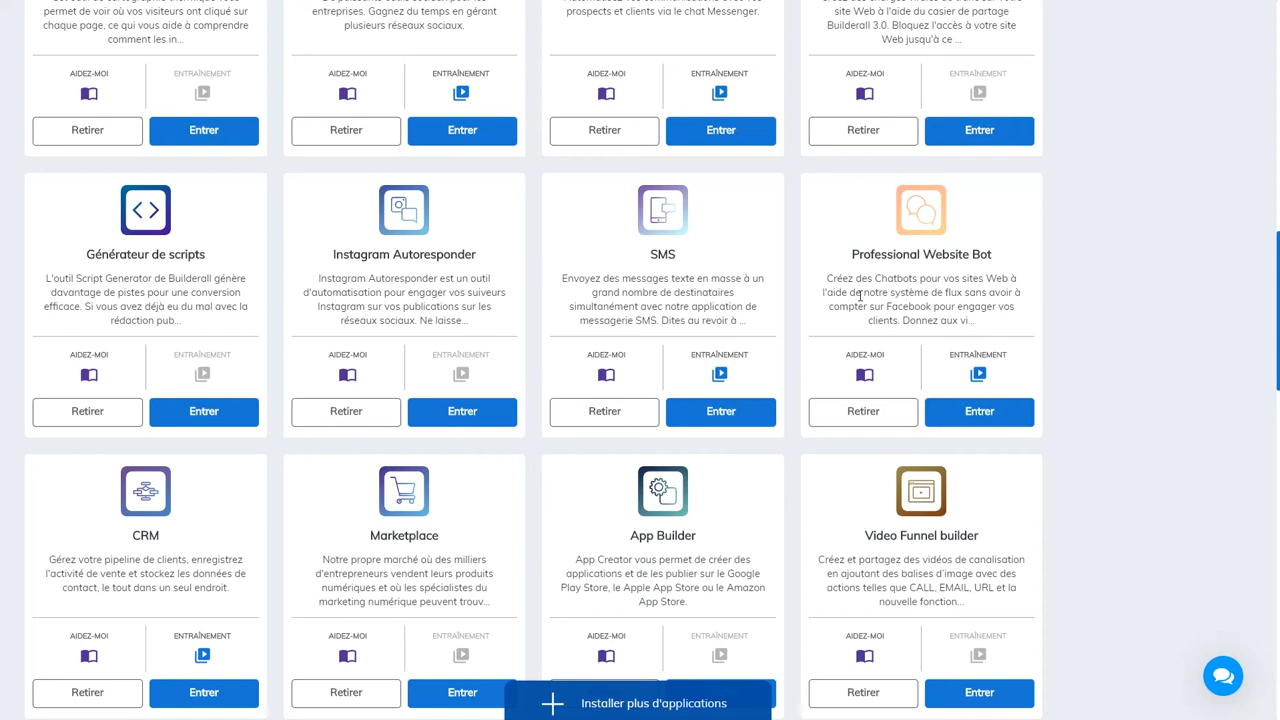 permets de voir où vos visiteurs ont cliqué sur
chaque page, ce qui vous aide à comprendre
comment les in...
entreprises. Gagnez du temps en gérant
plusieurs réseaux sociaux.
prospects et clients via le chat Messenger.
site Web à l'aide du casier de partage
Builderall 3.0. Bloquez l'accès à votre site
Web jusqu'à ce ...
AIDEZ-MOI
ENTRAÎNEMENT
AIDEZ-MOI
ENTRAÎNEMENT
AIDEZ-MOI
ENTRAÎNEMENT
AIDEZ-MOI
ENTRAÎNEMENT
Retirer
Entrer
Retirer
Entrer
Retirer
Entrer
Retirer
Entrer
Générateur de scripts
L'outil Script Generator de Builderall génère
davantage de pistes pour une conversion
efficace. Si vous avez déjà eu du mal avec la
rédaction pub...
Instagram Autoresponder
Instagram Autoresponder est un outil
d'automatisation pour engager vos suiveurs
Instagram sur vos publications sur les
réseaux sociaux. Ne laisse...
SMS
Envoyez des messages texte en masse à un
grand nombre de destinataires
simultanément avec notre application de
messagerie SMS. Dites au revoir à ...
Professional Website Bot
Créez des Chatbots pour vos sites Web à
l'aide de notre système de flux sans avoir à
compter sur Facebook pour engager vos
clients. Donnez aux vi...
AIDEZ-MOI
ENTRAÎNEMENT
AIDEZ-MOI
ENTRAÎNEMENT
AIDEZ-MOI
ENTRAÎNEMENT
AIDEZ-MOI
ENTRAÎNEMENT
Retirer
Entrer
Retirer
Entrer
Retirer
Entrer
Retirer
Entrer
CRM
Gérez votre pipeline de clients, enregistrez
l'activité de vente et stockez les données de
contact, le tout dans un seul endroit.
Marketplace
Notre propre marché où des milliers
d'entrepreneurs vendent leurs produits
numériques et où les spécialistes du
marketing numérique peuvent trouv...
App Builder
App Creator vous permet de créer des
applications et de les publier sur le Google
Play Store, le Apple App Store ou le Amazon
App Store.
Video Funnel builder
Créez et partagez des vidéos de canalisation
en ajoutant des balises d'image avec des
actions telles que CALL, EMAIL, URL et la
nouvelle fonction...
AIDEZ-MOI
ENTRAÎNEMENT
AIDEZ-MOI
ENTRAÎNEMENT
AIDEZ-MOI
ENTRAÎNEMENT
AIDEZ-MOI
ENTRAÎNEMENT
Retirer
Entrer
Retirer
Entrer
Retirer
Entrer
Installer plus d'applications